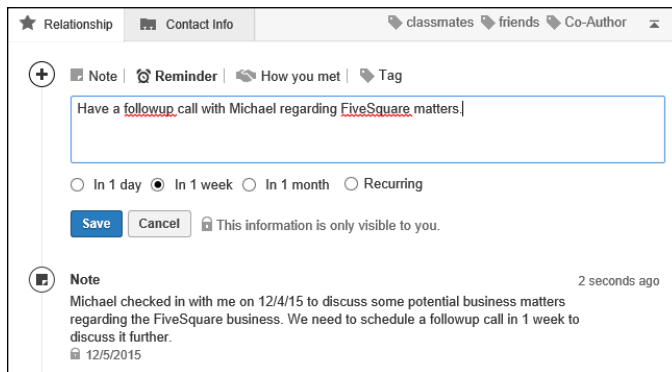 Relationship Contact Info classmates friends Co-Author
Note Reminder How you met Tag
Have a followup call with Michael regarding FiveSquare matters.
In 1 day In 1 week In 1 month Recurring
Save Cancel This information is only visible to you.
Note 2 seconds ago
Michael checked in with me on 12/4/15 to discuss some potential business matters
regarding the FiveSquare business. We need to schedule a followup call in 1 week to
discuss it further.
12/5/2015